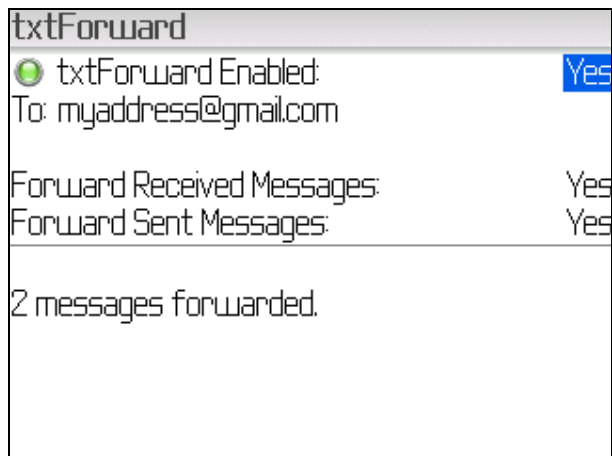 txtForward
txtForward Enabled: Yes
To: myaddress@gmail.com
Forward Received Messages: Yes
Forward Sent Messages: Yes
2 messages forwarded.